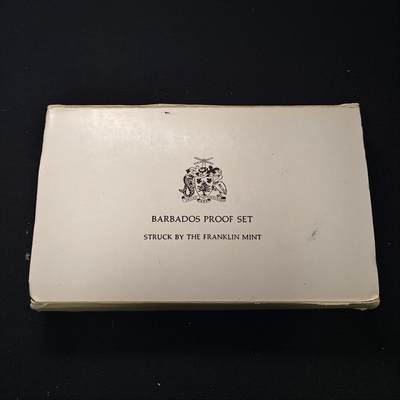 BARBADOS PROOF SET
STRUCK BY THE FRANKLIN MINT